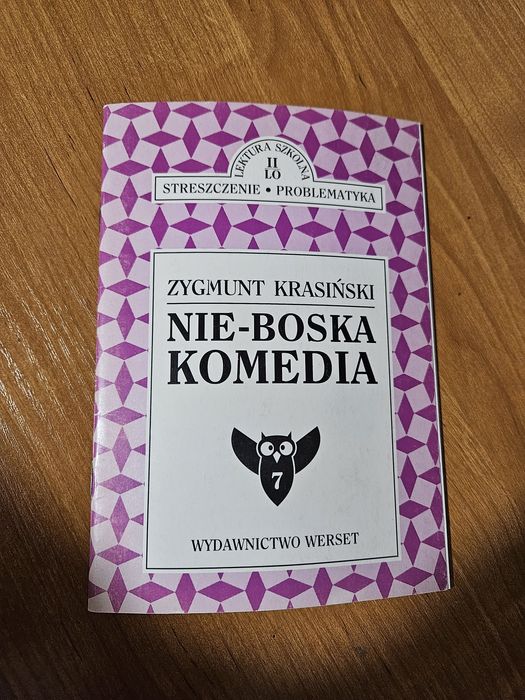 LEKTURA SZKOLNA
II
LO
STRESZCZENIE • PROBLEMATYKA
ZYGMUNT KRASIŃSKI
NIE-BOSKA
KOMEDIA
7
WYDAWNICTWO WERSET